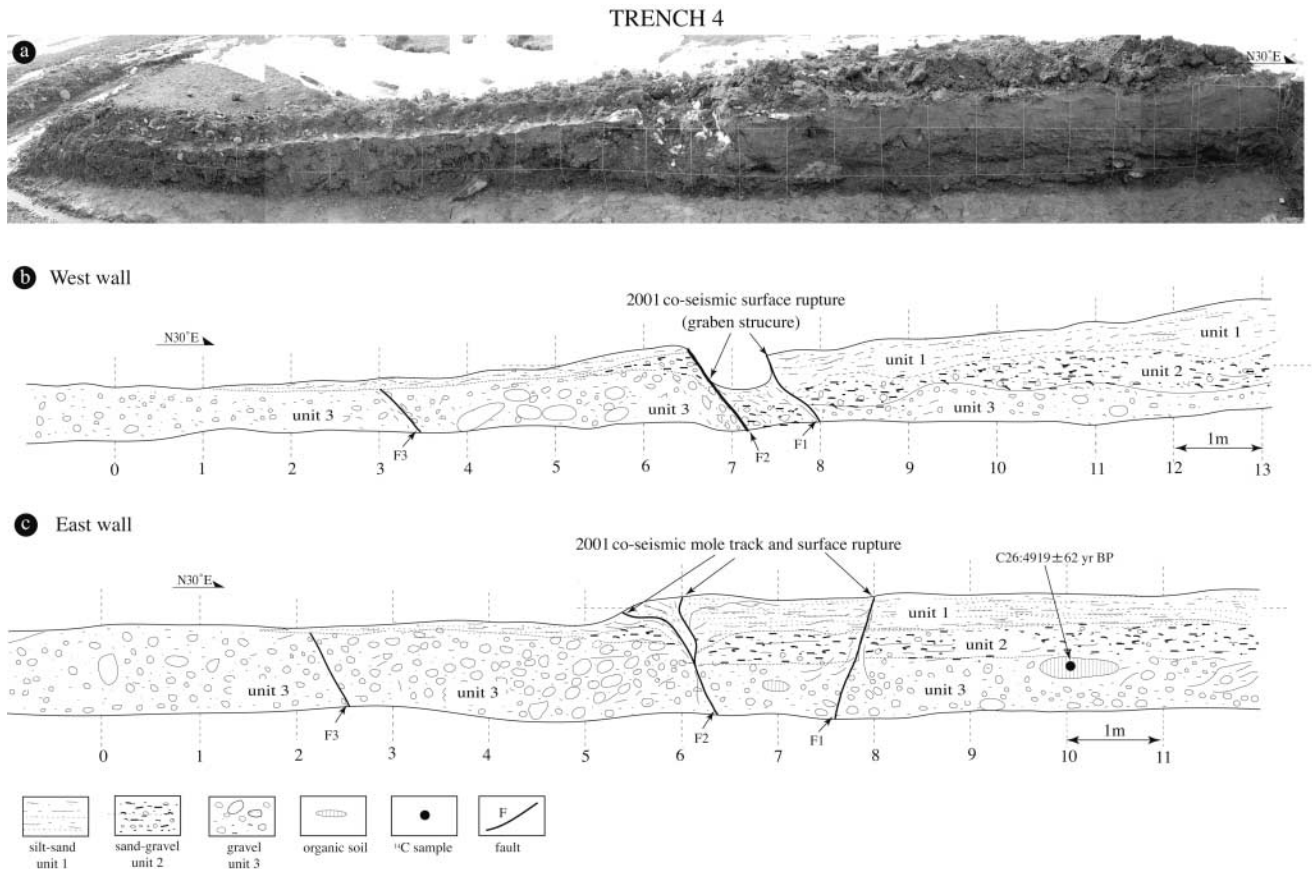 TRENCH 4
a
N30°E
b West wall
2001 co-seismic surface rupture
(graben strucure)
N30°E
unit 1
unit 1
unit 2
unit 3
unit 3
unit 3
F3
F2
F1
1m
0 1 2 3 4 5 6 7 8 9 10 11 12 13
c East wall
2001 co-seismic mole track and surface rupture
C26:4919±62 yr BP
N30°E
unit 1
unit 2
unit 3
unit 3
unit 3
F3
F2
F1
1m
0 1 2 3 4 5 6 7 8 9 10 11
F
silt-sand
unit 1
sand-gravel
unit 2
gravel
unit 3
organic soil
¹⁴C sample
fault